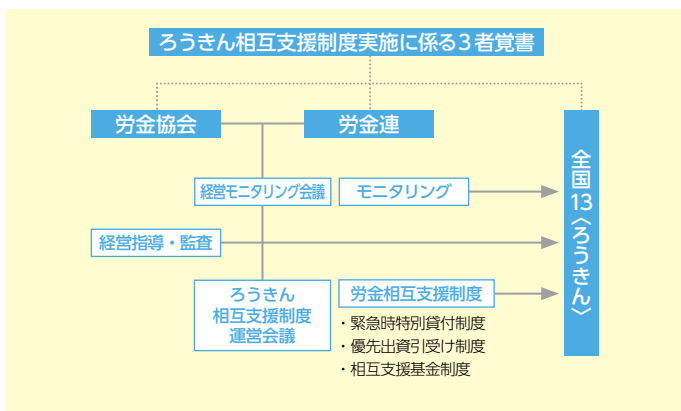 ろうきん相互支援制度実施に係る3者覚書
労金協会
労金連
全国13〈ろうきん〉
経営モニタリング会議
モニタリング
経営指導・監査
ろうきん
相互支援制度
運営会議
労金相互支援制度
・緊急時特別貸付制度
・優先出資引受け制度
・相互支援基金制度